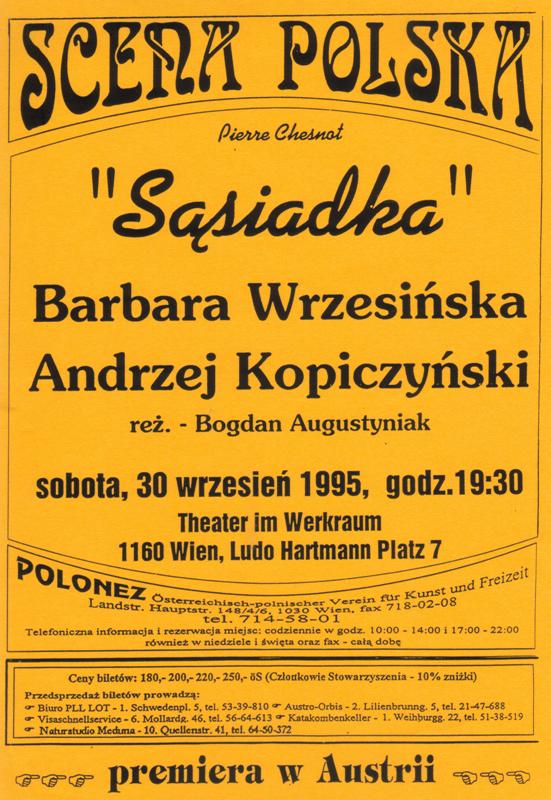 SCENA POLSKA
Pierre Chesnot
"Sąsiadka"
Barbara Wrzesińska
Andrzej Kopiczyński
reż. - Bogdan Augustyniak
sobota, 30 wrzesień 1995, godz.19:30
Theater im Werkraum
1160 Wien, Ludo Hartmann Platz 7
POLONEZ Österreichisch-polnischer Verein für Kunst und Freizeit
Landstr. Hauptstr. 148/4/6, 1030 Wien, fax 718-02-08
tel. 714-58-01
Telefoniczna informacja i rezerwacja miejsc: codziennie w godz. 10:00 - 14:00 i 17:00 - 22:00
również w niedziele i święta oraz fax - całą dobę
Ceny biletów: 180,- 200,- 220,- 250,- öS (Członkowie Stowarzyszenia - 10% zniżki)
Przedsprzedaż biletów prowadzą:
☞ Biuro PLL LOT - 1. Schwedenpl. 5, tel. 53-39-810 ☞ Austro-Orbis - 2. Lilienbrunng. 5, tel. 21-47-688
☞ Visaschnellservice - 6. Mollardg. 46, tel. 56-64-613 ☞ Katakombenkeller - 1. Weihburgg. 22, tel. 51-38-519
☞ Naturstudio Meduma - 10. Quellenstr. 41, tel. 64-50-372
premiera w Austrii